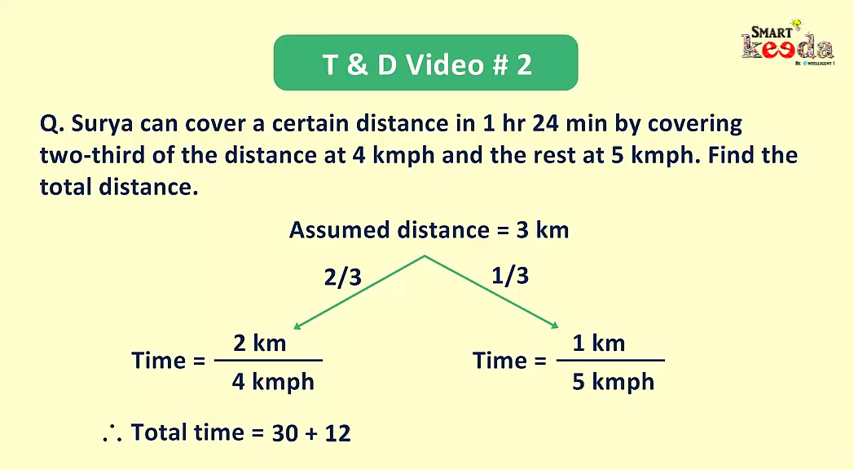 SMART
keeda
BE @NTELLIGENT !
T & D Video # 2
Q. Surya can cover a certain distance in 1 hr 24 min by covering
two-third of the distance at 4 kmph and the rest at 5 kmph. Find the
total distance.
Assumed distance = 3 km
2/3 1/3
Time = 2 km / 4 kmph Time = 1 km / 5 kmph
∴ Total time = 30 + 12